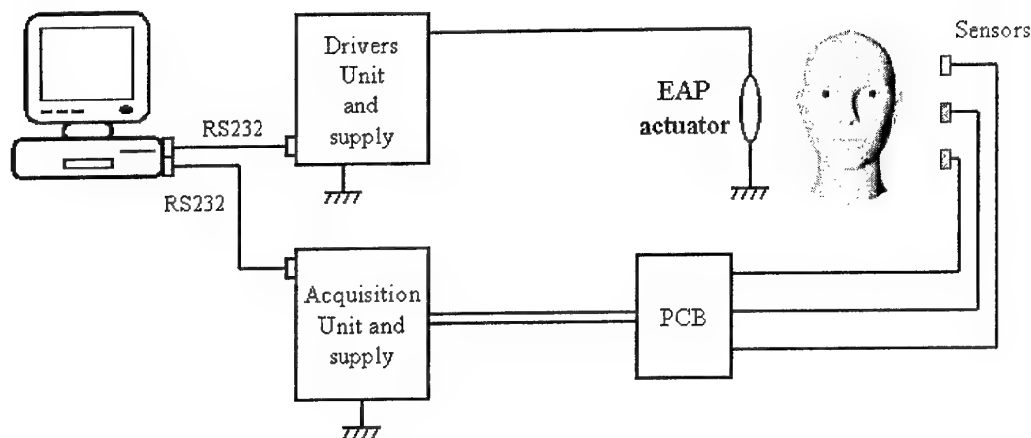 Sensors
Drivers
Unit
and
supply
EAP
actuator
RS232
RS232
Acquisition
Unit and
supply
PCB